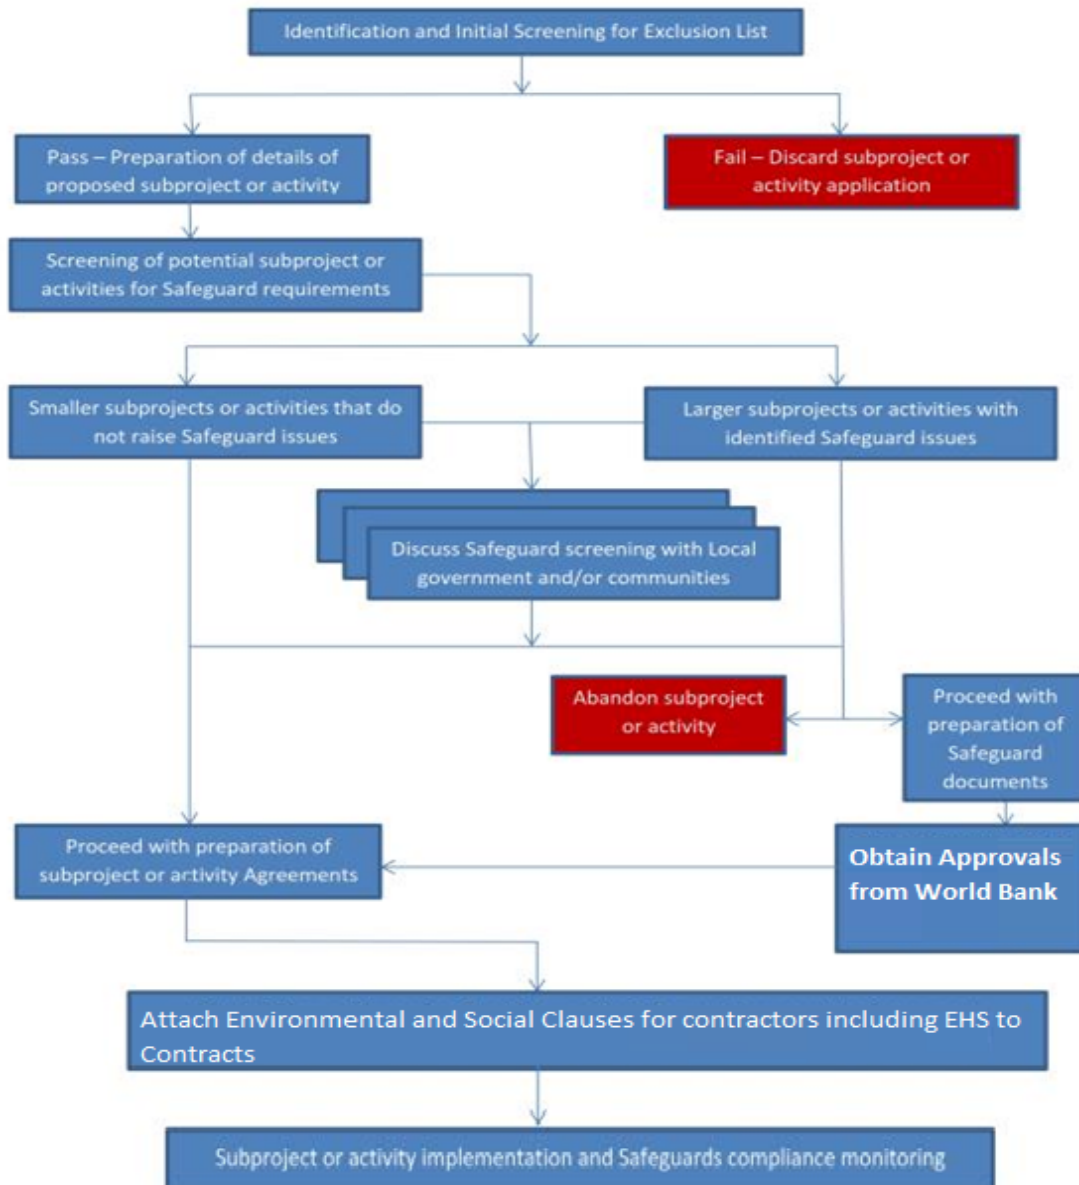 Identification and Initial Screening for Exclusion List
Pass – Preparation of details of
proposed subproject or activity
Fail – Discard subproject or
activity application
Screening of potential subproject or
activities for Safeguard requirements
Smaller subprojects or activities that do
not raise Safeguard issues
Larger subprojects or activities with
identified Safeguard issues
Discuss Safeguard screening with Local
government and/or communities
Abandon subproject
or activity
Proceed with
preparation of
Safeguard
documents
Proceed with preparation of
subproject or activity Agreements
Obtain Approvals
from World Bank
Attach Environmental and Social Clauses for contractors including EHS to
Contracts
Subproject or activity implementation and Safeguards compliance monitoring